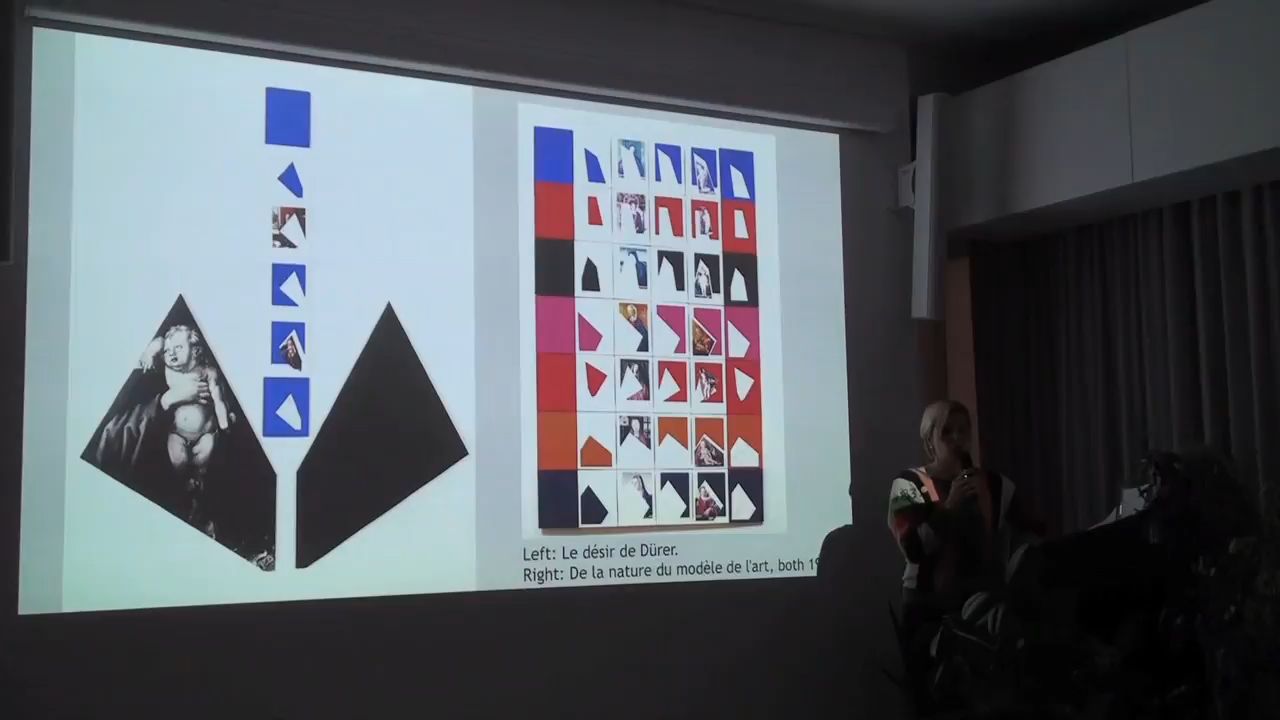 Left: Le désir de Dürer.
Right: De la nature du modèle de l'art, both